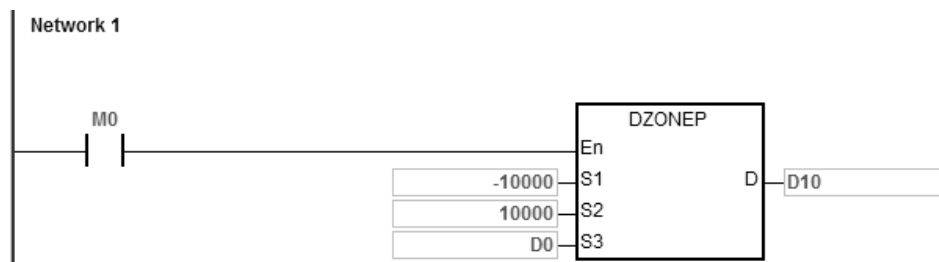 Network 1
M0
DZONEP
En
-10000 S1 D D10
10000 S2
D0 S3